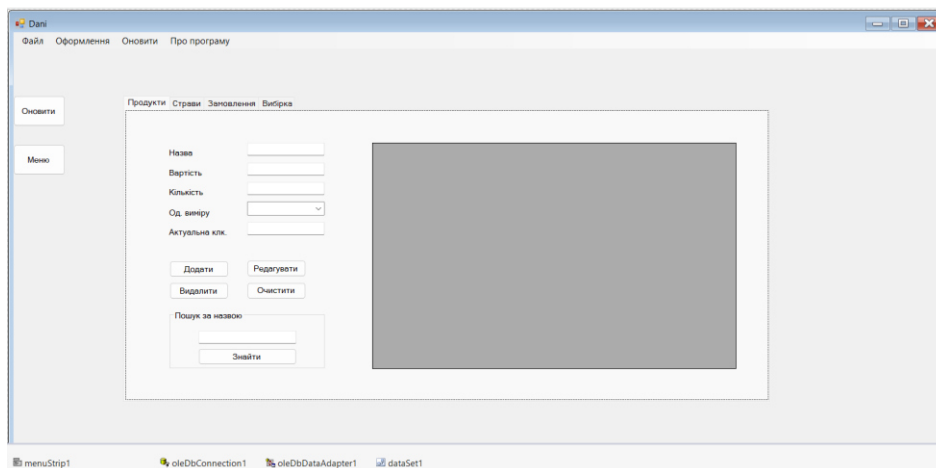 Dani
Файл Оформлення Оновити Про програму
Оновити
Меню
Продукти Страви Замовлення Вибірка
Назва
Вартість
Кількість
Од. виміру
Актуальна клк.
Додати Редагувати
Видалити Очистити
Пошук за назвою
Знайти
menuStrip1 oleDbConnection1 oleDbDataAdapter1 dataSet1